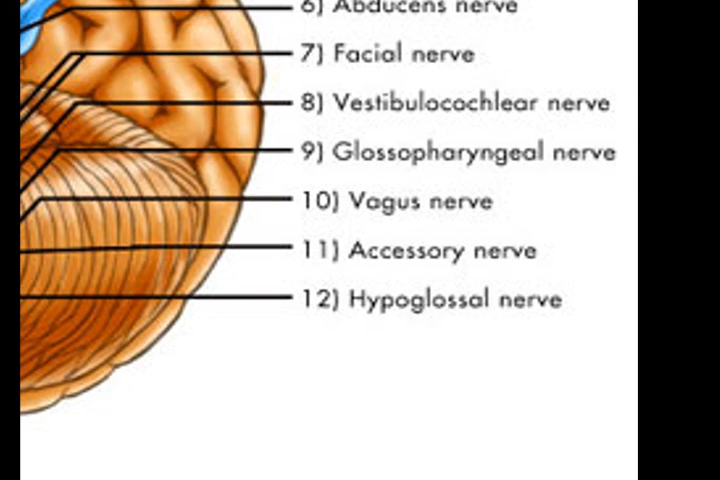 6) Abducens nerve
7) Facial nerve
8) Vestibulocochlear nerve
9) Glossopharyngeal nerve
10) Vagus nerve
11) Accessory nerve
12) Hypoglossal nerve